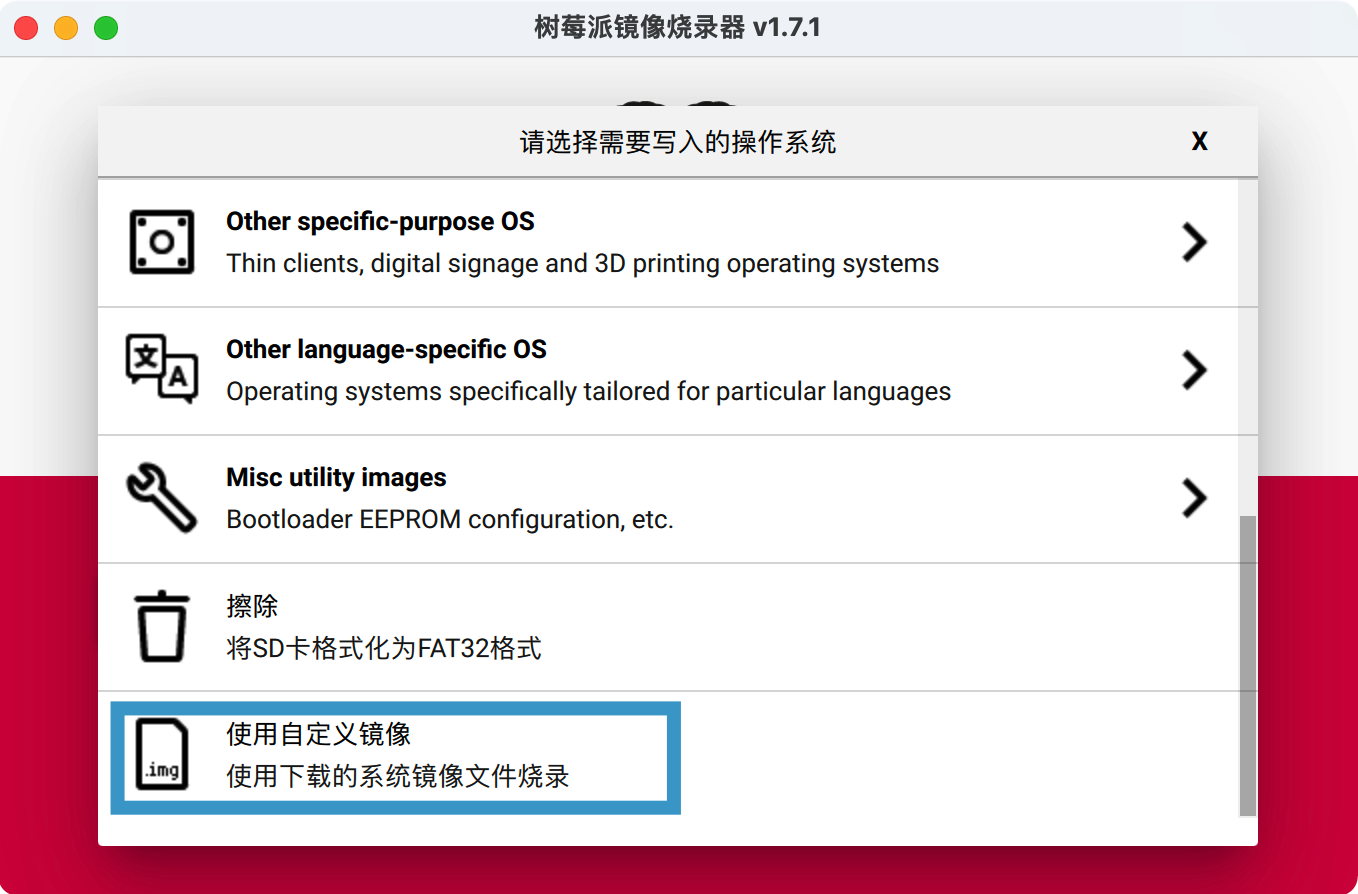 树莓派镜像烧录器 v1.7.1
请选择需要写入的操作系统 X
Other specific-purpose OS
Thin clients, digital signage and 3D printing operating systems
文
A
Other language-specific OS
Operating systems specifically tailored for particular languages
Misc utility images
Bootloader EEPROM configuration, etc.
擦除
将SD卡格式化为FAT32格式
.img
使用自定义镜像
使用下载的系统镜像文件烧录